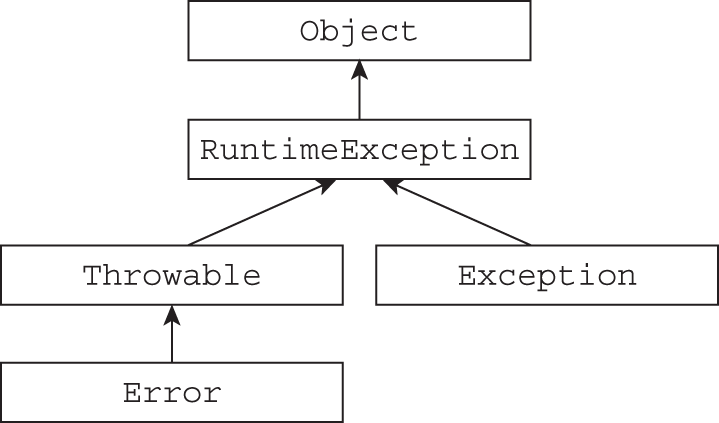 Object
RuntimeException
Throwable
Exception
Error